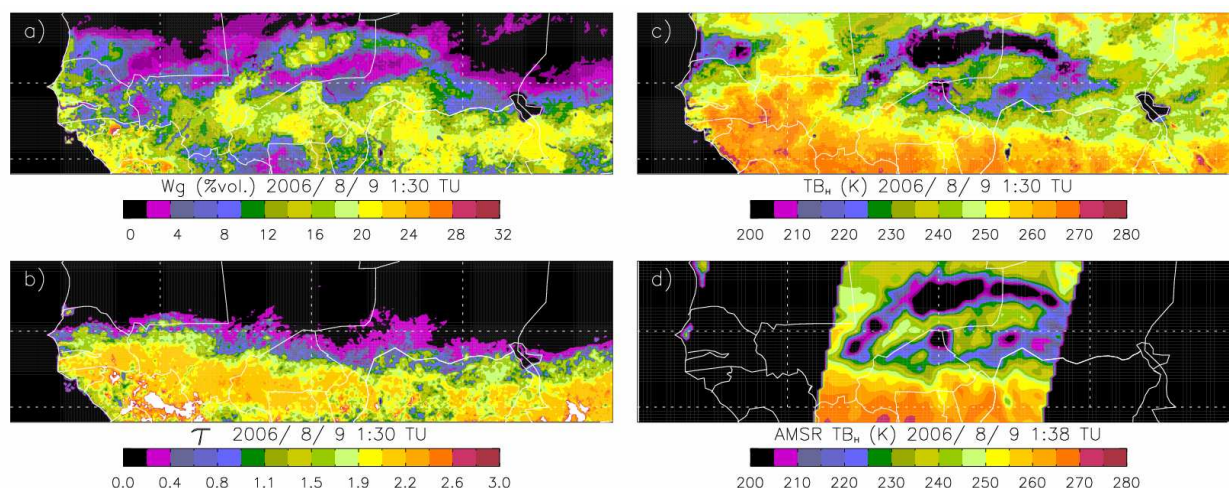 a)
Wg (%vol.) 2006/ 8/ 9 1:30 TU
0 4 8 12 16 20 24 28 32
b)
τ 2006/ 8/ 9 1:30 TU
0.0 0.4 0.8 1.1 1.5 1.9 2.2 2.6 3.0
c)
TBH (K) 2006/ 8/ 9 1:30 TU
200 210 220 230 240 250 260 270 280
d)
AMSR TBH (K) 2006/ 8/ 9 1:38 TU
200 210 220 230 240 250 260 270 280